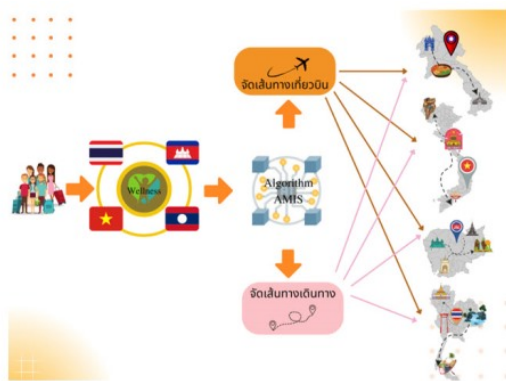 จัดเส้นทางเที่ยวบิน
Wellness
Algorithm
AMIS
จัดเส้นทางเดินทาง